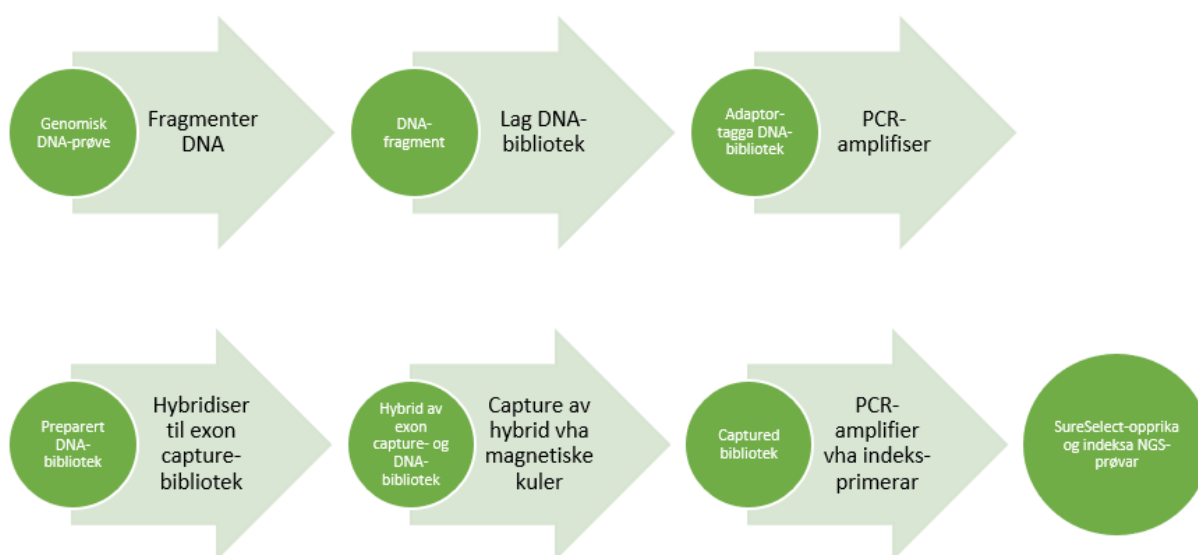 Genomisk
DNA-prøve
Fragmenter
DNA
DNA-
fragment
Lag DNA-
bibliotek
Adaptor-
tagga DNA-
bibliotek
PCR-
amplifiser
Preparert
DNA-
bibliotek
Hybridiser
til exon
capture-
bibliotek
Hybrid av
exon
capture- og
DNA-
bibliotek
Capture av
hybrid vha
magnetiske
kuler
Captured
bibliotek
PCR-
amplifier
vha indeks-
primerar
SureSelect-opprika
og indeksa NGS-
prøvar